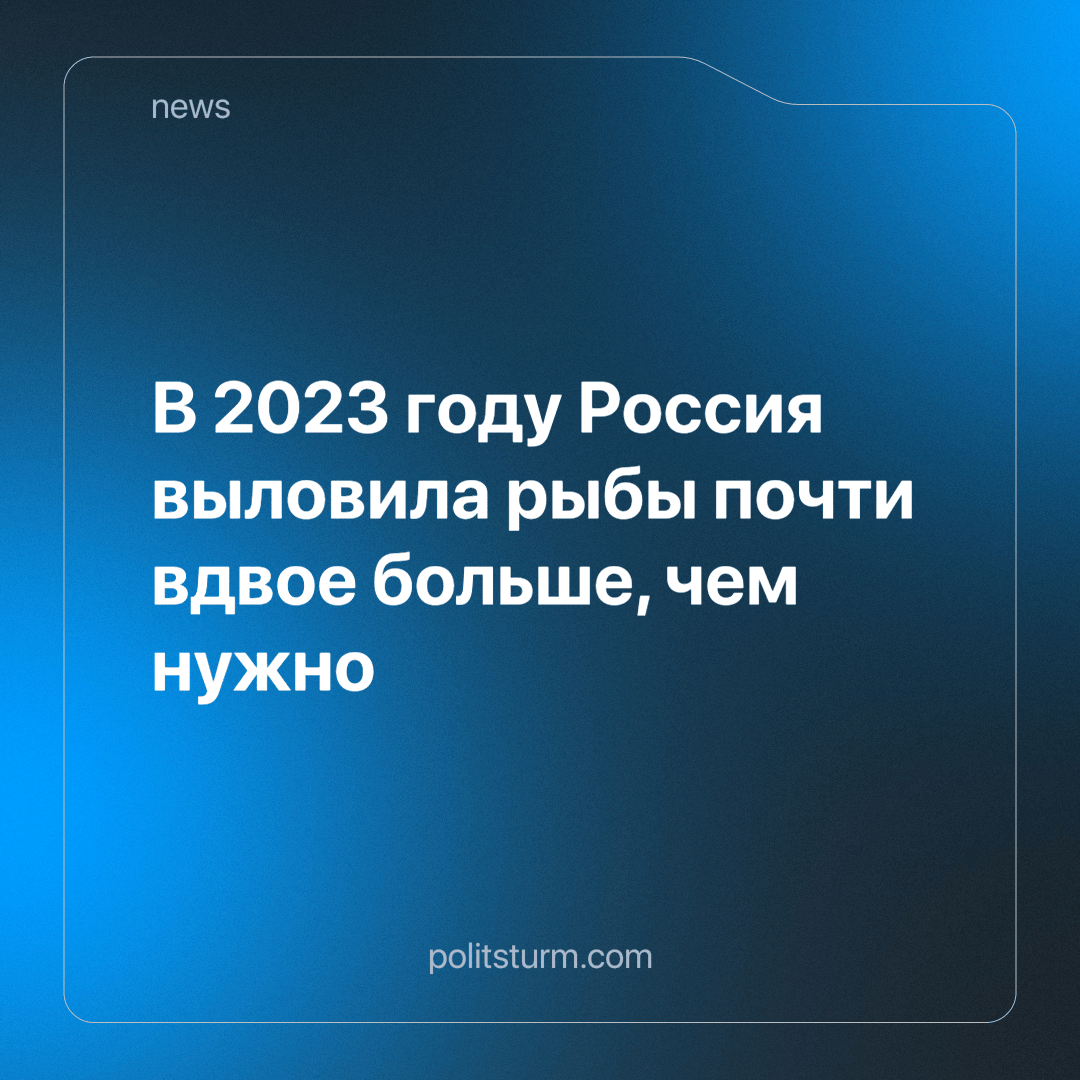 news
В 2023 году Россия
выловила рыбы почти
вдвое больше, чем
нужно
politsturm.com